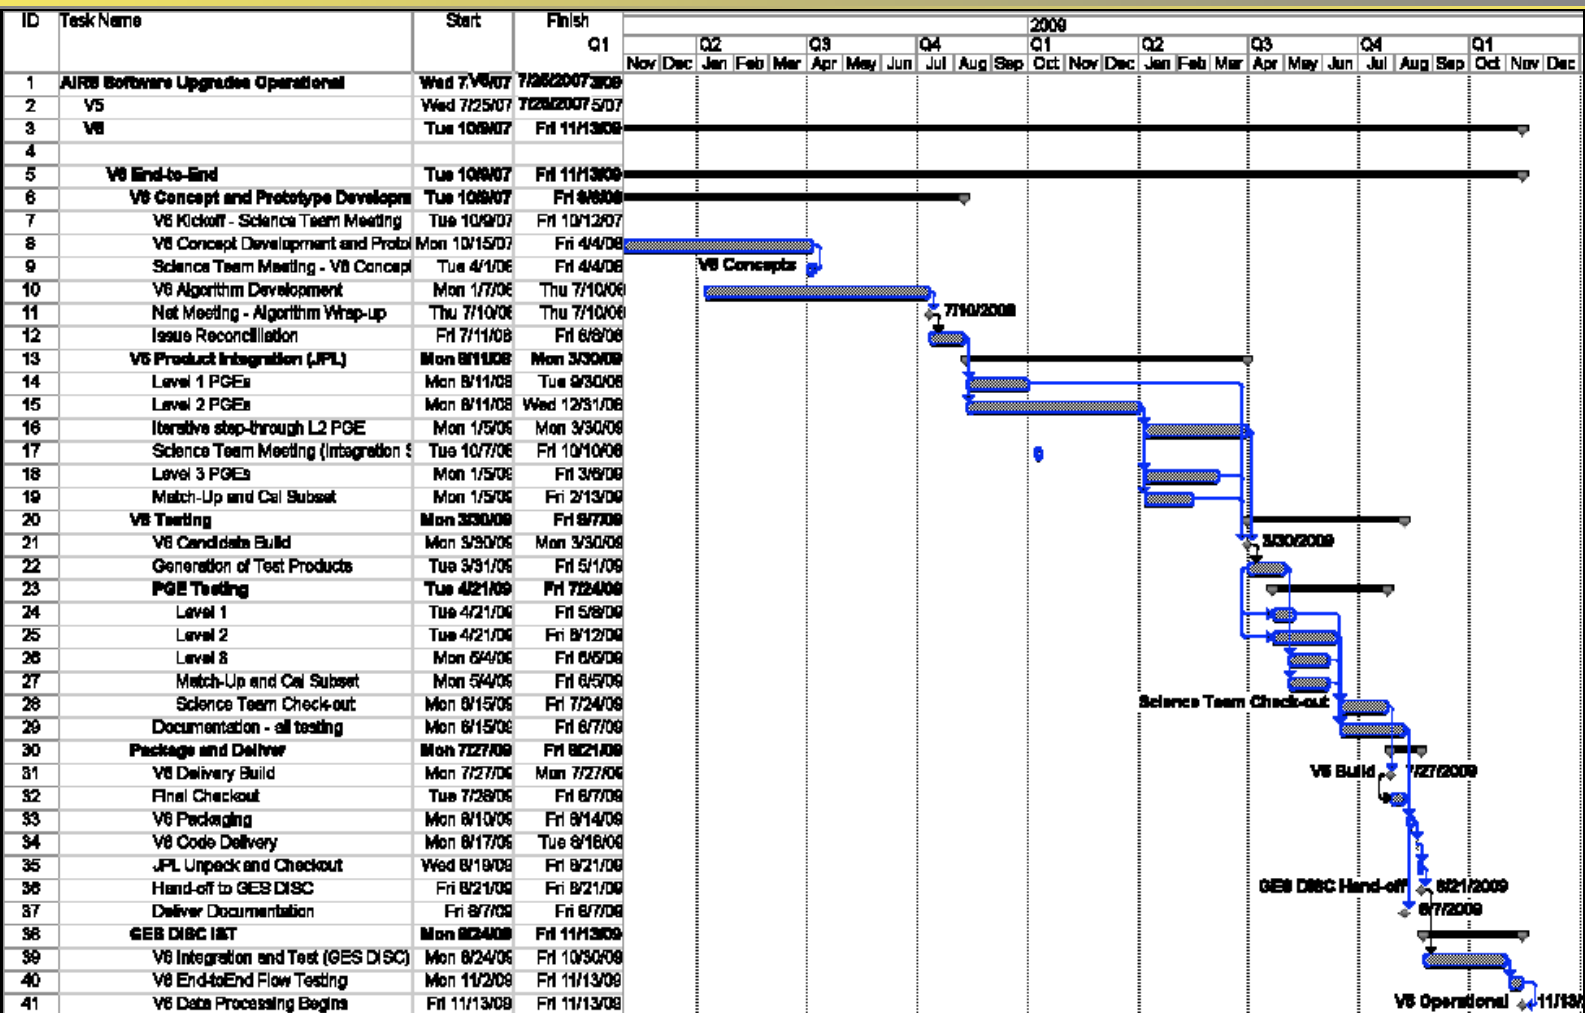 ID Task Name Start Finish
2009
Q1 Q2 Q3 Q4 Q1 Q2 Q3 Q4 Q1
Nov Dec Jan Feb Mar Apr May Jun Jul Aug Sep Oct Nov Dec Jan Feb Mar Apr May Jun Jul Aug Sep Oct Nov Dec
1 AIRS Software Upgrades Operational
2 V5 Wed 7/25/07
3 V6 Tue 10/9/07 Fri 11/13/09
4
5 V6 End-to-End Tue 10/9/07 Fri 11/13/09
6 V6 Concept and Prototype Developm Tue 10/9/07 Fri 8/8/08
7 V6 Kickoff - Science Team Meeting Tue 10/9/07 Fri 10/12/07
8 V6 Concept Development and Protot Mon 10/15/07 Fri 4/4/08
9 Science Team Meeting - V6 Concept Tue 4/1/08 Fri 4/4/08 V6 Concepts
10 V6 Algorithm Development Mon 1/7/08 Thu 7/10/08
11 Net Meeting - Algorithm Wrap-up Thu 7/10/08 Thu 7/10/08 7/10/2008
12 Issue Reconcilliation Fri 7/11/08 Fri 8/8/08
13 V6 Product Integration (JPL) Mon 8/11/08 Mon 3/30/09
14 Level 1 PGEs Mon 8/11/08 Tue 9/30/08
15 Level 2 PGEs Mon 8/11/08 Wed 12/31/08
16 Iterative step-through L2 PGE Mon 1/5/09 Mon 3/30/09
17 Science Team Meeting (Integration S Tue 10/7/08 Fri 10/10/08
18 Level 3 PGEs Mon 1/5/09 Fri 3/6/09
19 Match-Up and Cal Subset Mon 1/5/09 Fri 2/13/09
20 V6 Testing Mon 3/30/09 Fri 8/7/09
21 V6 Candidate Build Mon 3/30/09 Mon 3/30/09 3/30/2009
22 Generation of Test Products Tue 3/31/09 Fri 5/1/09
23 PGE Testing Tue 4/21/09 Fri 7/24/09
24 Level 1 Tue 4/21/09 Fri 5/8/09
25 Level 2 Tue 4/21/09 Fri 6/12/09
26 Level 3 Mon 5/4/09 Fri 6/5/09
27 Match-Up and Cal Subset Mon 5/4/09 Fri 6/5/09
28 Science Team Check-out Mon 6/15/09 Fri 7/24/09 Science Team Check-out
29 Documentation - all testing Mon 6/15/09 Fri 8/7/09
30 Package and Deliver Mon 7/27/09 Fri 8/21/09
31 V6 Delivery Build Mon 7/27/09 Mon 7/27/09 V6 Build 7/27/2009
32 Final Checkout Tue 7/28/09 Fri 8/7/09
33 V6 Packaging Mon 8/10/09 Fri 8/14/09
34 V6 Code Delivery Mon 8/17/09 Tue 8/18/09
35 JPL Unpack and Checkout Wed 8/19/09 Fri 8/21/09
36 Hand-off to GES DISC Fri 8/21/09 Fri 8/21/09 GES DISC Hand-off 8/21/2009
37 Deliver Documentation Fri 8/7/09 Fri 8/7/09 8/7/2009
38 GES DISC I&T Mon 8/24/09 Fri 11/13/09
39 V6 Integration and Test (GES DISC) Mon 8/24/09 Fri 10/30/09
40 V6 End-toEnd Flow Testing Mon 11/2/09 Fri 11/13/09
41 V6 Data Processing Begins Fri 11/13/09 Fri 11/13/09 V6 Operational 11/13/